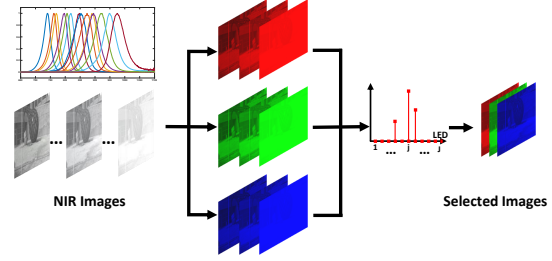 ... ...
LED
1 ... j ... J
NIR Images
Selected Images